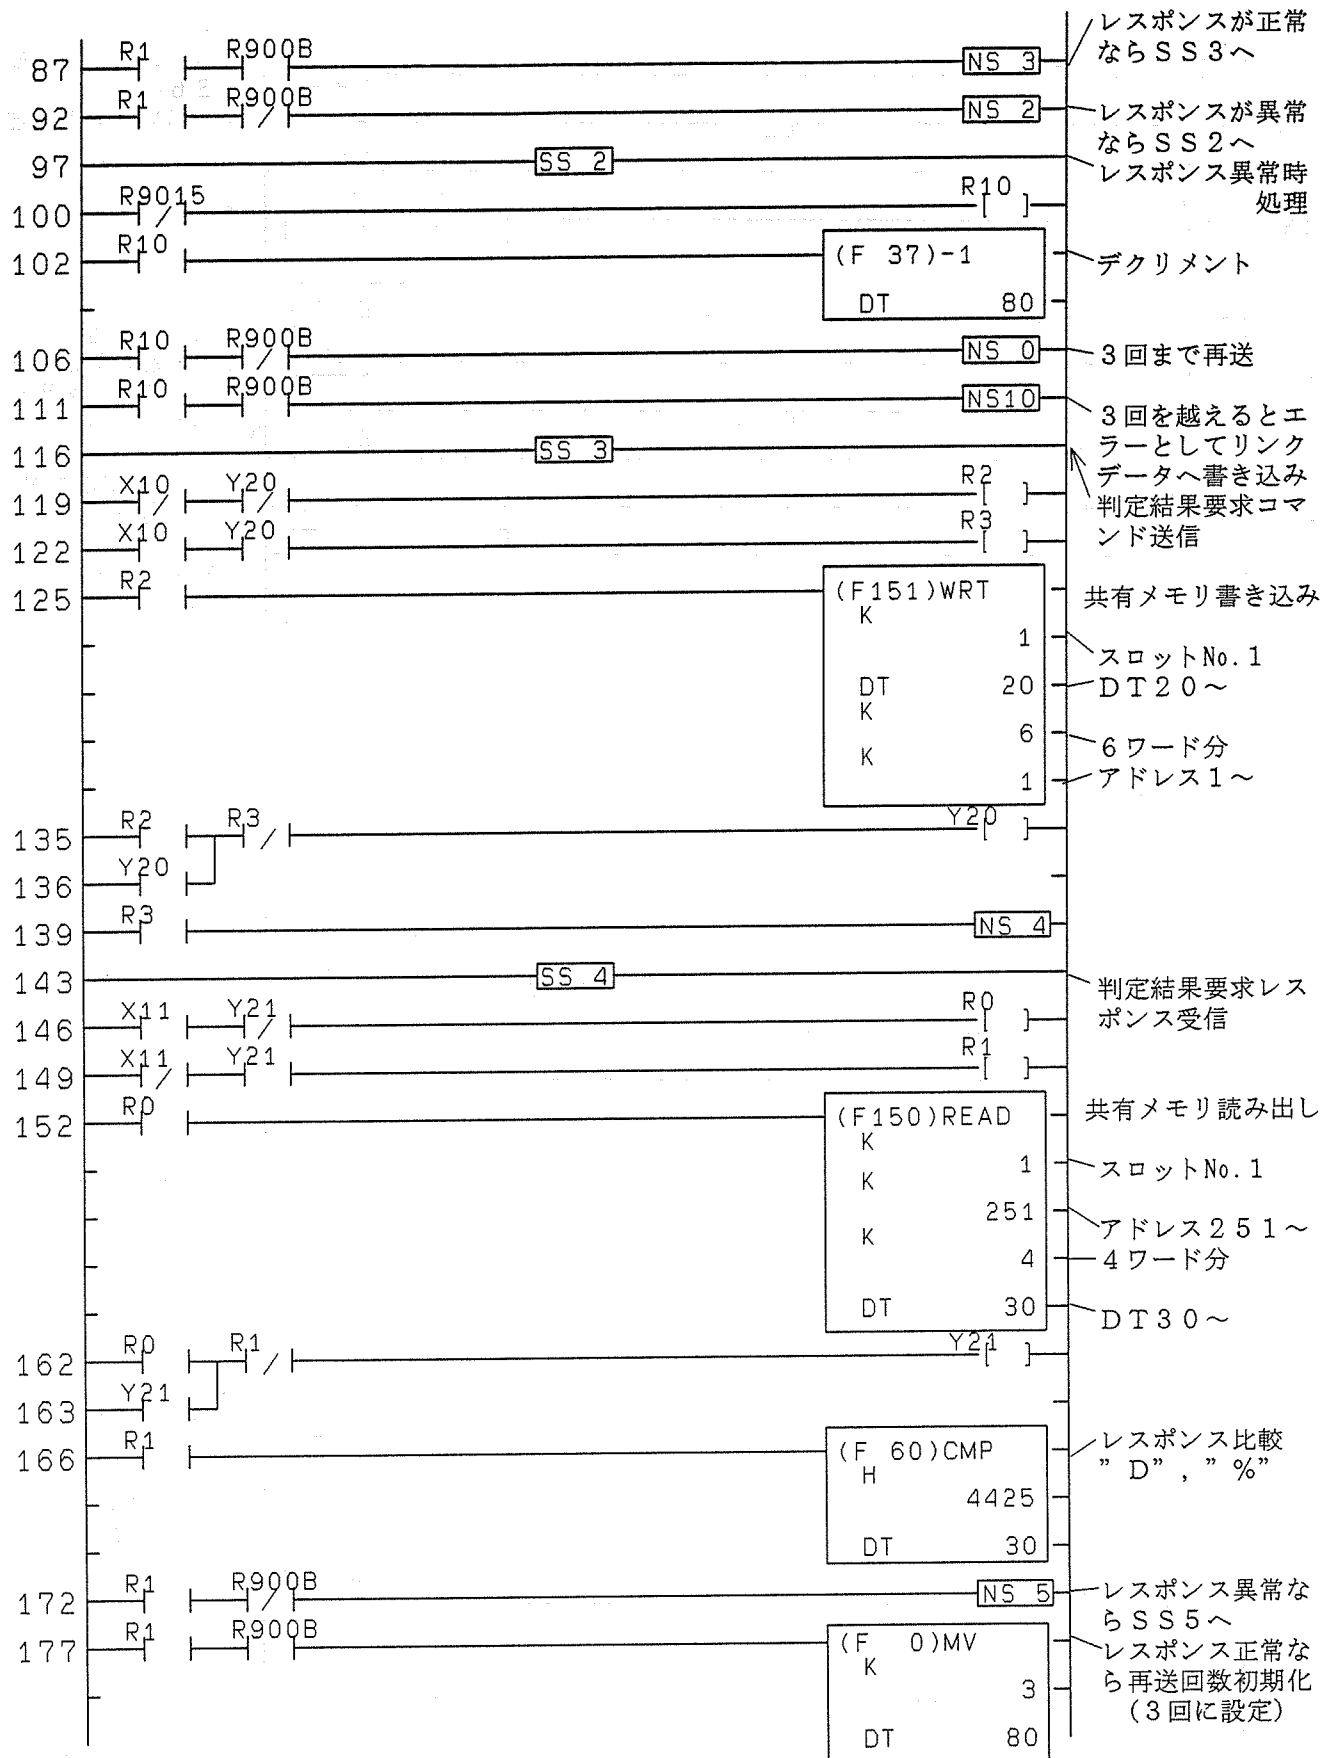 R1 R900B
87 NS 3
レスポンスが正常
ならSS3へ
R1 R900B
92 NS 2
レスポンスが異常
ならSS2へ
97 SS 2
レスポンス異常時
処理
R9015 R10
100 [ ]
R10
102 (F 37)-1
デクリメント
DT 80
R10 R900B
106 NS 0
3回まで再送
R10 R900B
111 NS10
3回を越えるとエ
ラーとしてリンク
データへ書き込み
116 SS 3
判定結果要求コマ
ンド送信
X10 Y20 R2
119 [ ]
X10 Y20 R3
122 [ ]
R2
125 (F151)WRT
共有メモリ書き込み
K
1
スロットNo.1
DT 20
DT20~
K
6
6ワード分
K
1
アドレス1~
R2 R3 Y20
135 [ ]
Y20
136
R3
139 NS 4
143 SS 4
判定結果要求レス
ポンス受信
X11 Y21 R0
146 [ ]
X11 Y21 R1
149 [ ]
R0
152 (F150)READ
共有メモリ読み出し
K
1
スロットNo.1
K
251
アドレス251~
K
4
4ワード分
DT 30
DT30~
R0 R1 Y21
162 [ ]
Y21
163
R1
166 (F 60)CMP
レスポンス比較
”D”,”%”
H
4425
DT 30
R1 R900B
172 NS 5
レスポンス異常な
らSS5へ
R1 R900B
177 (F 0)MV
レスポンス正常な
ら再送回数初期化
(3回に設定)
K
3
DT 80